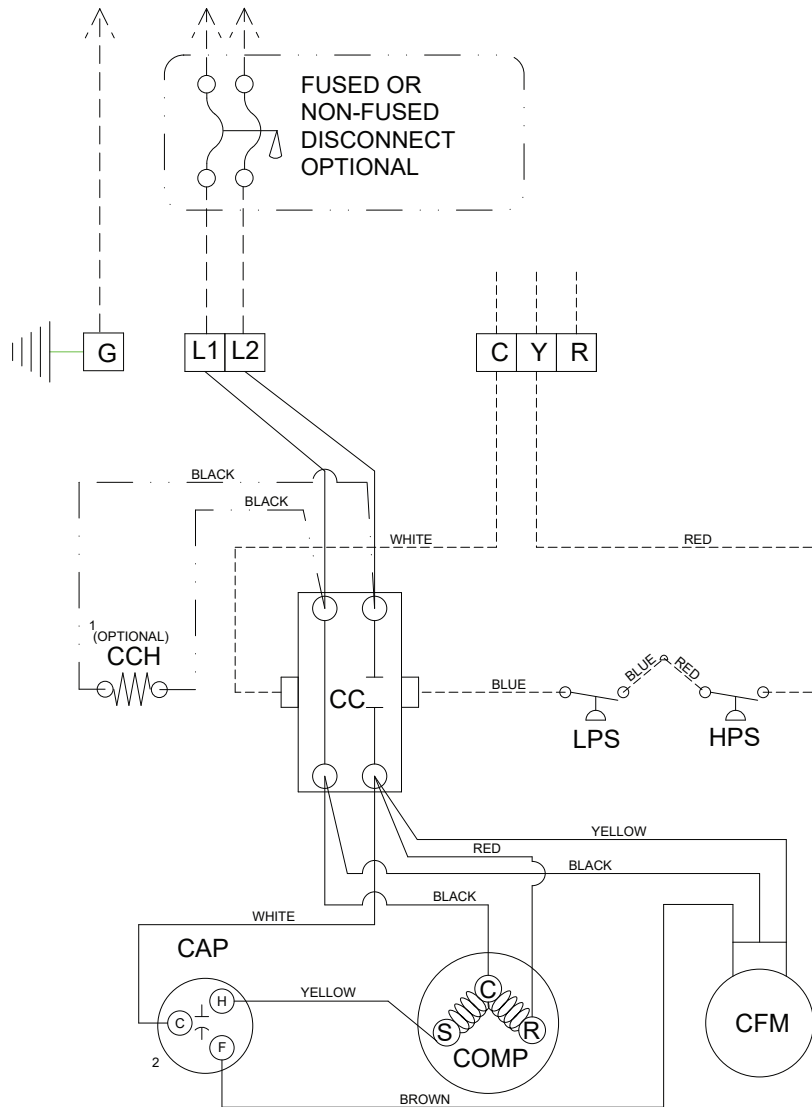 FUSED OR
NON-FUSED
DISCONNECT
OPTIONAL
G
L1 L2
C Y R
BLACK
BLACK
WHITE
RED
1
(OPTIONAL)
CCH
CC
BLUE
BLUE
RED
LPS
HPS
YELLOW
RED
BLACK
BLACK
WHITE
CAP
H
C
F
2
YELLOW
C
S
R
COMP
CFM
BROWN